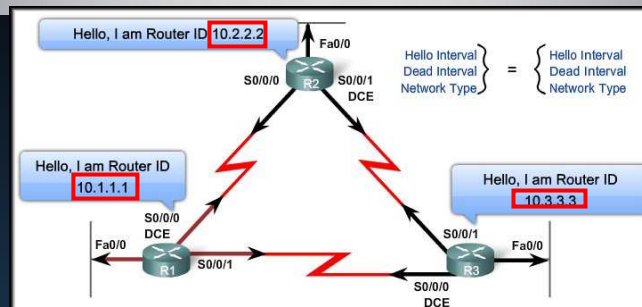 Hello, I am Router ID 10.2.2.2
Fa0/0
Hello Interval
Dead Interval
Network Type
=
Hello Interval
Dead Interval
Network Type
S0/0/0
R2
S0/0/1
DCE
Hello, I am Router ID
10.1.1.1
Hello, I am Router ID
10.3.3.3
S0/0/0
DCE
Fa0/0
R1
S0/0/1
S0/0/1
R3
Fa0/0
S0/0/0
DCE